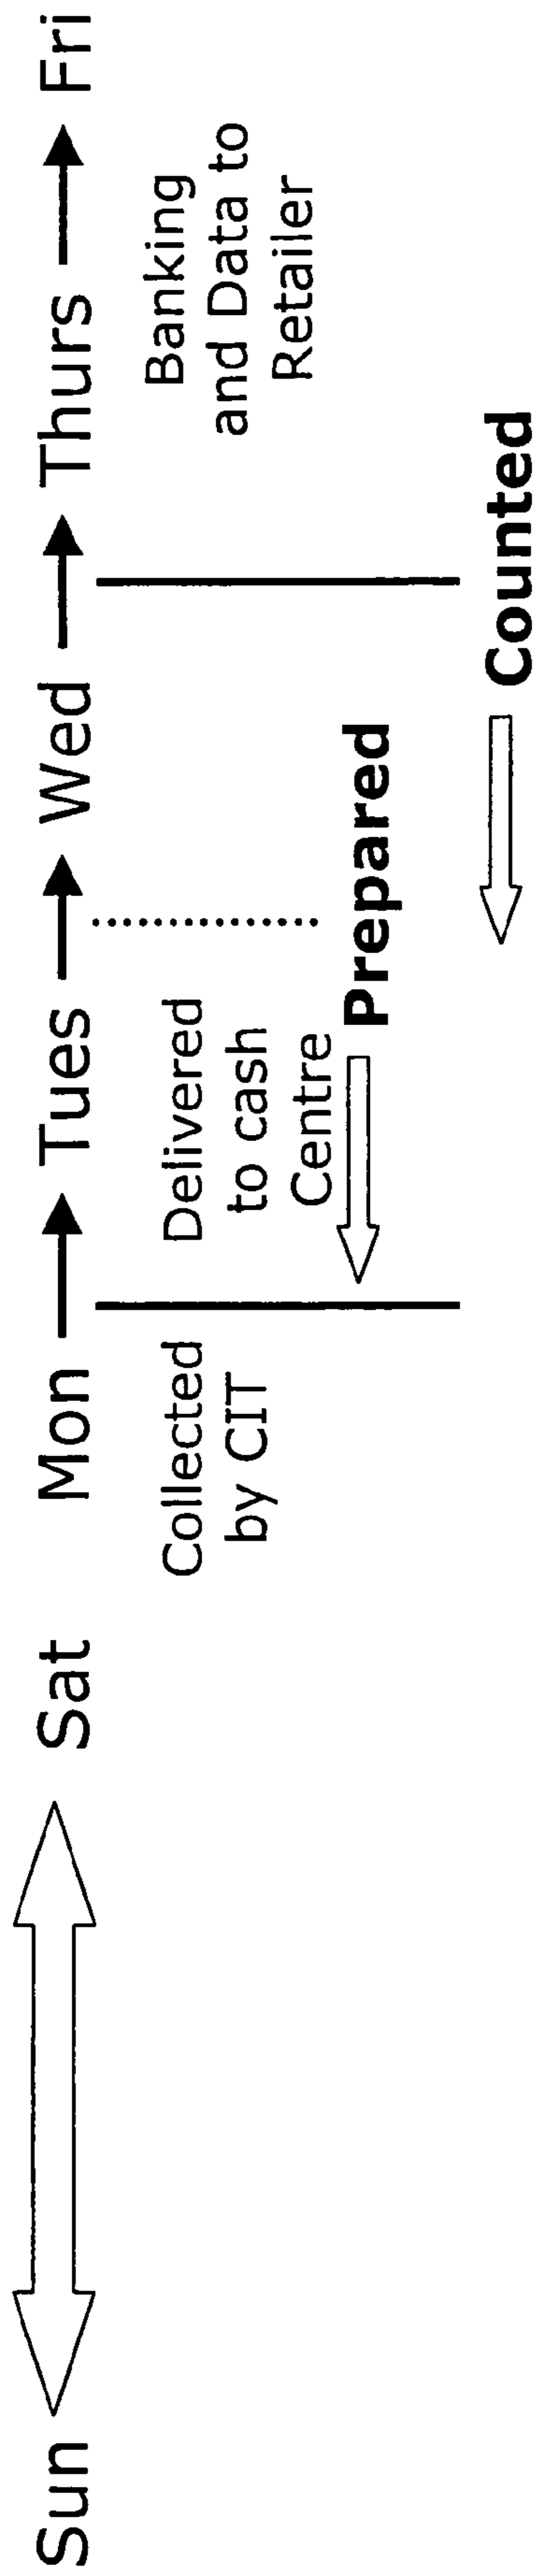 Sun Sat Mon Tues Wed Thurs Fri
Collected
by CIT
Delivered
to cash
Centre
Banking
and Data to
Retailer
Prepared
Counted